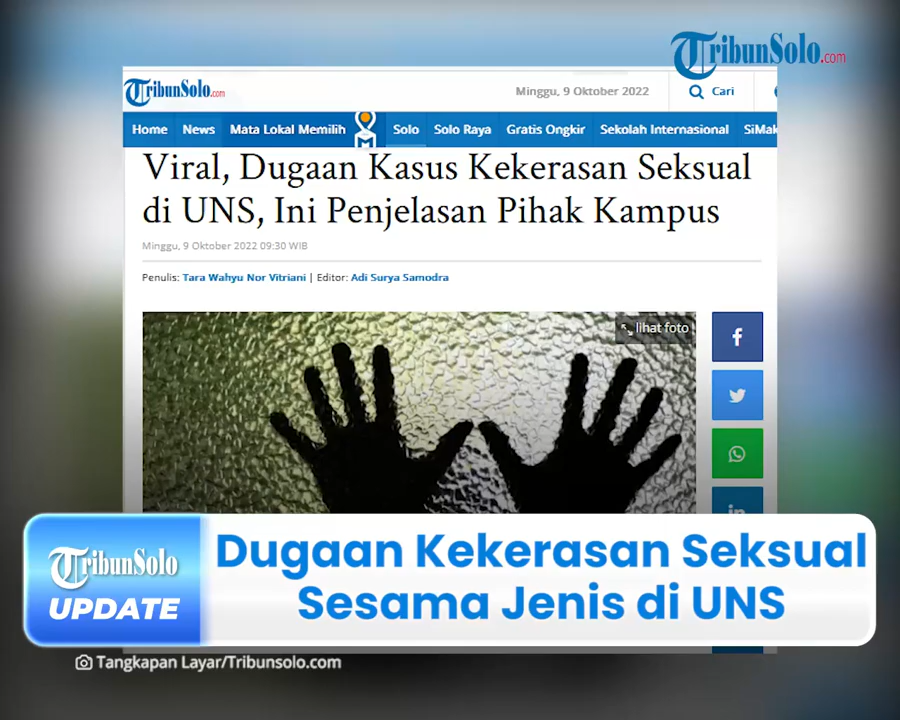 TribunSolo.com
TribunSolo.com
Minggu, 9 Oktober 2022
Cari
Home News Mata Lokal Memilih Solo Solo Raya Gratis Ongkir Sekolah Internasional SiMak
Viral, Dugaan Kasus Kekerasan Seksual
di UNS, Ini Penjelasan Pihak Kampus
Minggu, 9 Oktober 2022 09:30 WIB
Penulis: Tara Wahyu Nor Vitriani | Editor: Adi Surya Samodra
lihat foto
TribunSolo
UPDATE
Dugaan Kekerasan Seksual
Sesama Jenis di UNS
Tangkapan Layar/Tribunsolo.com